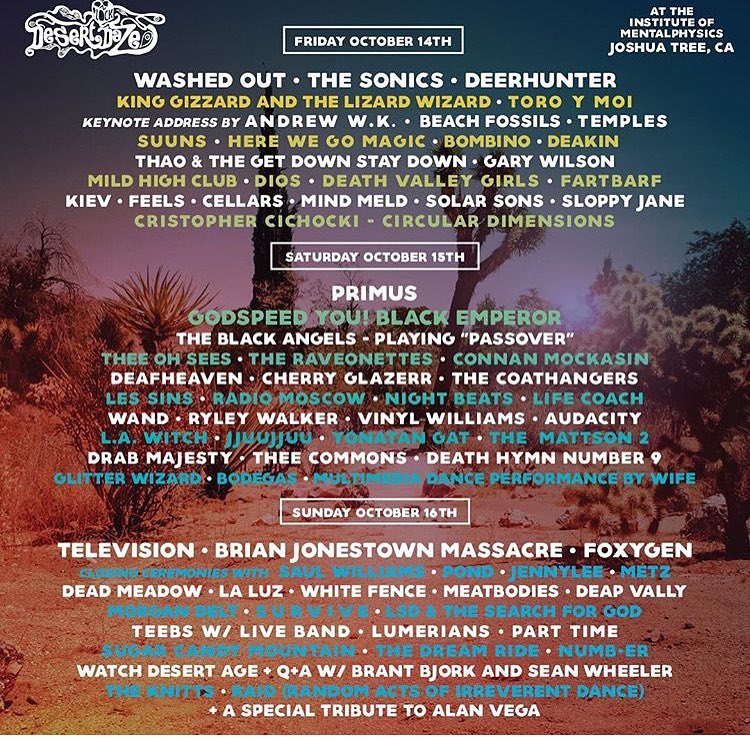 DESERT DAZE
AT THE
INSTITUTE OF
MENTALPHYSICS
JOSHUA TREE, CA
FRIDAY OCTOBER 14TH
WASHED OUT • THE SONICS • DEERHUNTER
KING GIZZARD AND THE LIZARD WIZARD • TORO Y MOI
KEYNOTE ADDRESS BY ANDREW W.K. • BEACH FOSSILS • TEMPLES
SUUNS • HERE WE GO MAGIC • BOMBINO • DEAKIN
THAO & THE GET DOWN STAY DOWN • GARY WILSON
MILD HIGH CLUB • DIOS • DEATH VALLEY GIRLS • FARTBARF
KIEV • FEELS • CELLARS • MIND MELD • SOLAR SONS • SLOPPY JANE
CRISTOPHER CICHOCKI - CIRCULAR DIMENSIONS
SATURDAY OCTOBER 15TH
PRIMUS
GODSPEED YOU! BLACK EMPEROR
THE BLACK ANGELS - PLAYING "PASSOVER"
THEE OH SEES • THE RAVEONETTES • CONNAN MOCKASIN
DEAFHEAVEN • CHERRY GLAZERR • THE COATHANGERS
LES SINS • RADIO MOSCOW • NIGHT BEATS • LIFE COACH
WAND • RYLEY WALKER • VINYL WILLIAMS • AUDACITY
L.A. WITCH • JJUUJJUU • YONATAN GAT • THE MATTSON 2
DRAB MAJESTY • THEE COMMONS • DEATH HYMN NUMBER 9
GLITTER WIZARD • BODEGAS • MULTIMEDIA DANCE PERFORMANCE BY WIFE
SUNDAY OCTOBER 16TH
TELEVISION • BRIAN JONESTOWN MASSACRE • FOXYGEN
CLOSING CEREMONIES WITH SAUL WILLIAMS • POND • JENNYLEE • METZ
DEAD MEADOW • LA LUZ • WHITE FENCE • MEATBODIES • DEAP VALLY
MORGAN DELT • S U R V I V E • LSD & THE SEARCH FOR GOD
TEEBS W/ LIVE BAND • LUMERIANS • PART TIME
SUGAR CANDY MOUNTAIN • THE DREAM RIDE • NUMB-ER
WATCH DESERT AGE + Q+A W/ BRANT BJORK AND SEAN WHEELER
THE KNITTS • RAID (RANDOM ACTS OF IRREVERENT DANCE)
+ A SPECIAL TRIBUTE TO ALAN VEGA